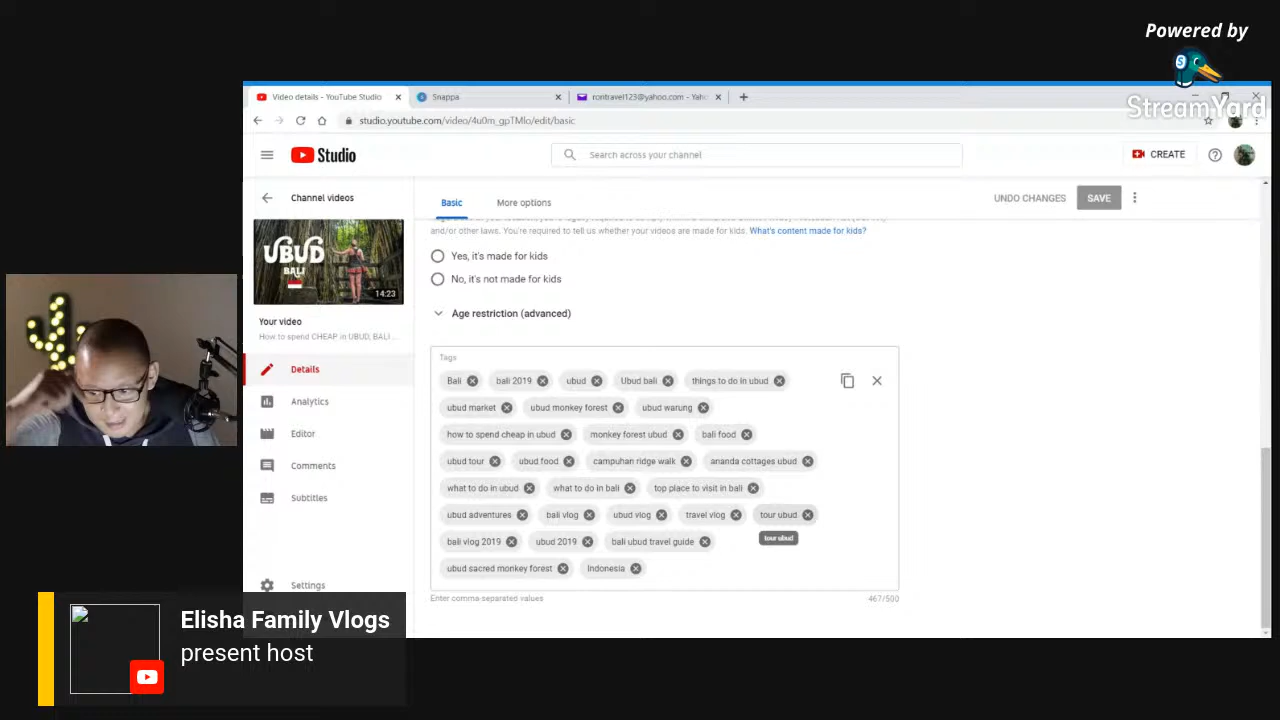 Powered by
StreamYard
Video details - YouTube Studio
Snappa
rontravel123@yahoo.com - Yah
studio.youtube.com/video/4u0m_gpTMlo/edit/basic
Studio
Search across your channel
CREATE
Channel videos
Basic
More options
UNDO CHANGES
SAVE
and/or other laws. You're required to tell us whether your videos are made for kids. What's content made for kids?
Yes, it's made for kids
No, it's not made for kids
UBUD
BALI
14:23
Age restriction (advanced)
Your video
How to spend CHEAP in UBUD, BALI ...
Details
Analytics
Editor
Comments
Subtitles
Settings
Tags
Bali
bali 2019
ubud
Ubud bali
things to do in ubud
ubud market
ubud monkey forest
ubud warung
how to spend cheap in ubud
monkey forest ubud
bali food
ubud tour
ubud food
campuhan ridge walk
ananda cottages ubud
what to do in ubud
what to do in bali
top place to visit in bali
ubud adventures
bali vlog
ubud vlog
travel vlog
tour ubud
tour ubud
bali vlog 2019
ubud 2019
bali ubud travel guide
ubud sacred monkey forest
Indonesia
Enter comma-separated values
467/500
Elisha Family Vlogs
present host